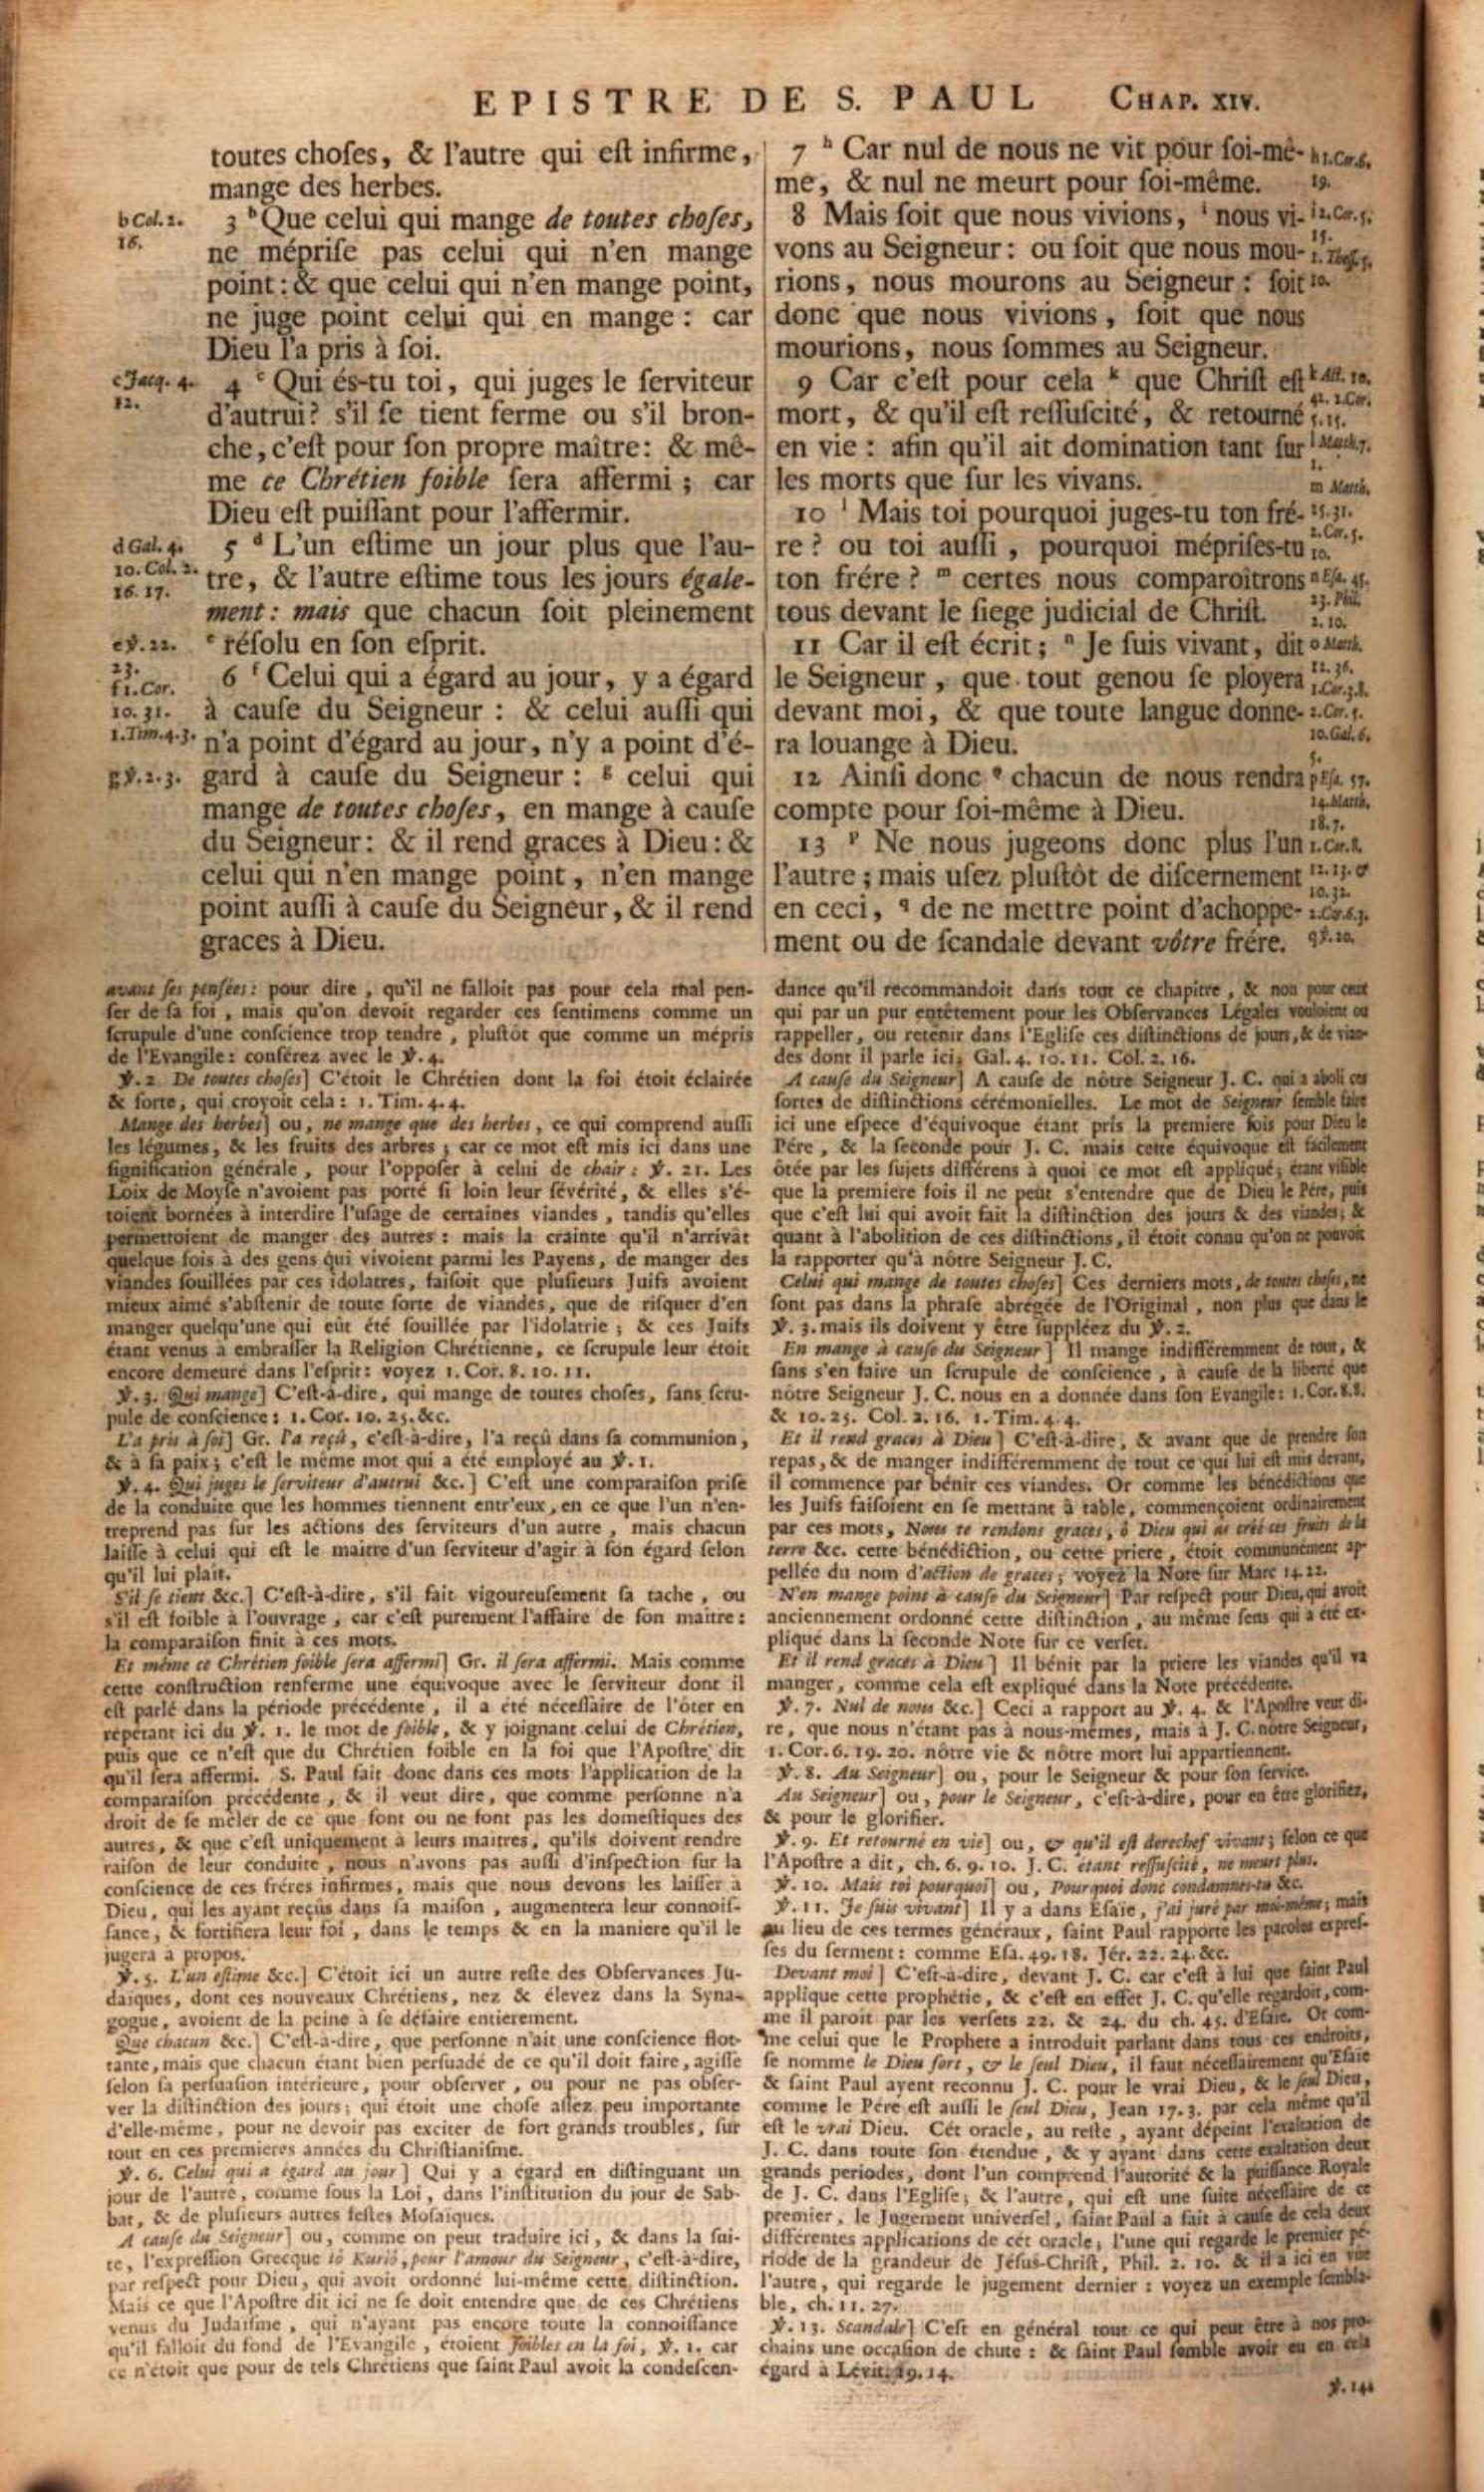 EPISTRE DE S. PAUL CHAP. XIV.
toutes choſes, & l'autre qui eſt infirme,
mange des herbes.
b Col. 2.
16.
3 ᵇ Que celui qui mange de toutes choſes,
ne mépriſe pas celui qui n'en mange
point: & que celui qui n'en mange point,
ne juge point celui qui en mange: car
Dieu l'a pris à ſoi.
c Jacq. 4.
12.
4 ᶜ Qui és-tu toi, qui juges le ſerviteur
d'autrui? s'il ſe tient ferme ou s'il bron-
che, c'eſt pour ſon propre maître: & mê-
me ce Chrétien foible ſera affermi; car
Dieu eſt puiſſant pour l'affermir.
d Gal. 4.
10. Col. 2.
16. 17.
5 ᵈ L'un eſtime un jour plus que l'au-
tre, & l'autre eſtime tous les jours égale-
ment: mais que chacun ſoit pleinement
e ℣. 22.
23.
ᵉ réſolu en ſon eſprit.
f 1. Cor.
10. 31.
1. Tim. 4. 3.
6 ᶠ Celui qui a égard au jour, y a égard
à cauſe du Seigneur: & celui auſſi qui
n'a point d'égard au jour, n'y a point d'é-
g ℣. 2. 3.
gard à cauſe du Seigneur: ᵍ celui qui
mange de toutes choſes, en mange à cauſe
du Seigneur: & il rend graces à Dieu: &
celui qui n'en mange point, n'en mange
point auſſi à cauſe du Seigneur, & il rend
graces à Dieu.
7 ʰ Car nul de nous ne vit pour ſoi-mê-
me, & nul ne meurt pour ſoi-même.
h 1. Cor. 6.
19.
8 Mais ſoit que nous vivions, ⁱ nous vi-
vons au Seigneur: ou ſoit que nous mou-
rions, nous mourons au Seigneur: ſoit
donc que nous vivions, ſoit que nous
mourions, nous ſommes au Seigneur.
i 2. Cor. 5.
15.
1. Theſſ. 5.
10.
9 Car c'eſt pour cela ᵏ que Chriſt eſt
mort, & qu'il eſt reſſuſcité, & retourné
en vie: afin qu'il ait domination tant ſur
les morts que ſur les vivans.
k Act. 10.
42. 2. Cor.
5. 15.
l Matth. 7.
1.
m Matth.
25. 31.
2. Cor. 5.
10.
10 ˡ Mais toi pourquoi juges-tu ton fré-
re? ou toi auſſi, pourquoi mépriſes-tu
ton frére? ᵐ certes nous comparoîtrons
tous devant le ſiege judicial de Chriſt.
n Eſa. 45.
23. Phil.
2. 10.
11 Car il eſt écrit; ⁿ Je ſuis vivant, dit
le Seigneur, que tout genou ſe ployera
devant moi, & que toute langue donne-
ra louange à Dieu.
o Matth.
12. 36.
1. Cor. 3. 8.
2. Cor. 5.
10. Gal. 6.
5.
12 Ainſi donc ᵒ chacun de nous rendra
compte pour ſoi-même à Dieu.
p Eſa. 57.
14. Matth.
18. 7.
1. Cor. 8.
12. 13. &
10. 32.
2. Cor. 6. 3.
13 ᵖ Ne nous jugeons donc plus l'un
l'autre; mais uſez pluſtôt de diſcernement
en ceci, ᑫ de ne mettre point d'achoppe-
ment ou de ſcandale devant vôtre frére.
q ℣. 20.
avant ſes penſées: pour dire, qu'il ne falloit pas pour cela mal pen-
ſer de ſa foi, mais qu'on devoit regarder ces ſentimens comme un
ſcrupule d'une conſcience trop tendre, pluſtôt que comme un mépris
de l'Evangile: conférez avec le ℣. 4.
℣. 2. De toutes choſes] C'étoit le Chrétien dont la foi étoit éclairée
& forte, qui croyoit cela: 1. Tim. 4. 4.
Mange des herbes] ou, ne mange que des herbes, ce qui comprend auſſi
les légumes, & les fruits des arbres; car ce mot eſt mis ici dans une
ſignification générale, pour l'oppoſer à celui de chair: ℣. 21. Les
Loix de Moyſe n'avoient pas porté ſi loin leur ſévérité, & elles s'é-
toient bornées à interdire l'uſage de certaines viandes, tandis qu'elles
permettoient de manger des autres: mais la crainte qu'il n'arrivât
quelque fois à des gens qui vivoient parmi les Payens, de manger des
viandes ſouillées par ces idolatres, faiſoit que pluſieurs Juifs avoient
mieux aimé s'abſtenir de toute ſorte de viandes, que de riſquer d'en
manger quelqu'une qui eût été ſouillée par l'idolatrie; & ces Juifs
étant venus à embraſſer la Religion Chrétienne, ce ſcrupule leur étoit
encore demeuré dans l'eſprit: voyez 1. Cor. 8. 10. 11.
℣. 3. Qui mange] C'eſt-à-dire, qui mange de toutes choſes, ſans ſcru-
pule de conſcience: 1. Cor. 10. 25. &c.
L'a pris à ſoi] Gr. l'a reçû, c'eſt-à-dire, l'a reçû dans ſa communion,
& à ſa paix; c'eſt le même mot qui a été employé au ℣. 1.
℣. 4. Qui juges le ſerviteur d'autrui &c.] C'eſt une comparaiſon priſe
de la conduite que les hommes tiennent entr'eux, en ce que l'un n'en-
treprend pas ſur les actions des ſerviteurs d'un autre, mais chacun
laiſſe à celui qui eſt le maitre d'un ſerviteur d'agir à ſon égard ſelon
qu'il lui plait.
S'il ſe tient &c.] C'eſt-à-dire, s'il fait vigoureuſement ſa tache, ou
s'il eſt foible à l'ouvrage, car c'eſt purement l'affaire de ſon maitre:
la comparaiſon finit à ces mots.
Et même ce Chrétien foible ſera affermi] Gr. il ſera affermi. Mais comme
cette conſtruction renferme une équivoque avec le ſerviteur dont il
eſt parlé dans la période précédente, il a été néceſſaire de l'ôter en
répétant ici du ℣. 1. le mot de foible, & y joignant celui de Chrétien,
puis que ce n'eſt que du Chrétien foible en la foi que l'Apoſtre dit
qu'il ſera affermi. S. Paul fait donc dans ces mots l'application de la
comparaiſon précédente, & il veut dire, que comme perſonne n'a
droit de ſe mêler de ce que font ou ne font pas les domeſtiques des
autres, & que c'eſt uniquement à leurs maitres, qu'ils doivent rendre
raiſon de leur conduite, nous n'avons pas auſſi d'inſpection ſur la
conſcience de ces fréres infirmes, mais que nous devons les laiſſer à
Dieu, qui les ayant reçûs dans ſa maiſon, augmentera leur connoiſ-
ſance, & fortifiera leur foi, dans le temps & en la maniere qu'il le
jugera à propos.
℣. 5. L'un eſtime &c.] C'étoit ici un autre reſte des Obſervances Ju-
daïques, dont ces nouveaux Chrétiens, nez & élevez dans la Syna-
gogue, avoient de la peine à ſe défaire entierement.
Que chacun &c.] C'eſt-à-dire, que perſonne n'ait une conſcience flot-
tante, mais que chacun étant bien perſuadé de ce qu'il doit faire, agiſſe
ſelon ſa perſuaſion intérieure, pour obſerver, ou pour ne pas obſer-
ver la diſtinction des jours; qui étoit une choſe aſſez peu importante
d'elle-même, pour ne devoir pas exciter de fort grands troubles, ſur
tout en ces premieres années du Chriſtianiſme.
℣. 6. Celui qui a égard au jour] Qui y a égard en diſtinguant un
jour de l'autre, comme ſous la Loi, dans l'inſtitution du jour de Sab-
bat, & de pluſieurs autres feſtes Moſaïques.
A cauſe du Seigneur] ou, comme on peut traduire ici, & dans la ſui-
te, l'expreſſion Grecque tô Kuriô, pour l'amour du Seigneur, c'eſt-à-dire,
par reſpect pour Dieu, qui avoit ordonné lui-même cette diſtinction.
Mais ce que l'Apoſtre dit ici ne ſe doit entendre que de ces Chrétiens
venus du Judaïſme, qui n'ayant pas encore toute la connoiſſance
qu'il falloit du fond de l'Evangile, étoient foibles en la foi, ℣. 1. car
ce n'étoit que pour de tels Chrétiens que ſaint Paul avoit la condeſcen-
dance qu'il recommandoit dans tout ce chapitre, & non pour ceux
qui par un pur entêtement pour les Obſervances Légales vouloient ou
rappeller, ou retenir dans l'Egliſe ces diſtinctions de jours, & de vian-
des dont il parle ici: Gal. 4. 10. 11. Col. 2. 16.
A cauſe du Seigneur] A cauſe de nôtre Seigneur J. C. qui a aboli ces
ſortes de diſtinctions cérémonielles. Le mot de Seigneur ſemble faire
ici une eſpece d'équivoque étant pris la premiere fois pour Dieu le
Pére, & la ſeconde pour J. C. mais cette équivoque eſt facilement
ôtée par les ſujets différens à quoi ce mot eſt appliqué; étant viſible
que la premiere fois il ne peut s'entendre que de Dieu le Pére, puis
que c'eſt lui qui avoit fait la diſtinction des jours & des viandes; &
quant à l'abolition de ces diſtinctions, il étoit connu qu'on ne pouvoit
la rapporter qu'à nôtre Seigneur J. C.
Celui qui mange de toutes choſes] Ces derniers mots, de toutes choſes, ne
ſont pas dans la phraſe abregée de l'Original, non plus que dans le
℣. 3. mais ils doivent y être ſuppléez du ℣. 2.
En mange à cauſe du Seigneur] Il mange indifféremment de tout, &
ſans s'en faire un ſcrupule de conſcience, à cauſe de la liberté que
nôtre Seigneur J. C. nous en a donnée dans ſon Evangile: 1. Cor. 8. 8.
& 10. 25. Col. 2. 16. 1. Tim. 4. 4.
Et il rend graces à Dieu] C'eſt-à-dire, & avant que de prendre ſon
repas, & de manger indifféremment de tout ce qui lui eſt mis devant,
il commence par bénir ces viandes. Or comme les bénédictions que
les Juifs faiſoient en ſe mettant à table, commençoient ordinairement
par ces mots, Nous te rendons graces, ô Dieu qui as créé ces fruits de la
terre &c. cette bénédiction, ou cette priere, étoit communément ap-
pellée du nom d'action de graces; voyez la Note ſur Marc 14. 22.
N'en mange point à cauſe du Seigneur] Par reſpect pour Dieu, qui avoit
anciennement ordonné cette diſtinction, au même ſens qui a été ex-
pliqué dans la ſeconde Note ſur ce verſet.
Et il rend graces à Dieu] Il bénit par la priere les viandes qu'il va
manger, comme cela eſt expliqué dans la Note précédente.
℣. 7. Nul de nous &c.] Ceci a rapport au ℣. 4. & l'Apoſtre veut di-
re, que nous n'étant pas à nous-mêmes, mais à J. C. nôtre Seigneur,
1. Cor. 6. 19. 20. nôtre vie & nôtre mort lui appartiennent.
℣. 8. Au Seigneur] ou, pour le Seigneur & pour ſon ſervice.
Au Seigneur] ou, pour le Seigneur, c'eſt-à-dire, pour en être glorifiez,
& pour le glorifier.
℣. 9. Et retourné en vie] ou, & qu'il eſt derechef vivant; ſelon ce que
l'Apoſtre a dit, ch. 6. 9. 10. J. C. étant reſſuſcité, ne meurt plus.
℣. 10. Mais toi pourquoi] ou, Pourquoi donc condamnes-tu &c.
℣. 11. Je ſuis vivant] Il y a dans Eſaïe, j'ai juré par moi-même; mais
au lieu de ces termes généraux, ſaint Paul rapporte les paroles expreſ-
ſes du ſerment: comme Eſa. 49. 18. Jér. 22. 24. &c.
Devant moi] C'eſt-à-dire, devant J. C. car c'eſt à lui que ſaint Paul
applique cette prophétie, & c'eſt en effet J. C. qu'elle regardoit, com-
me il paroit par les verſets 22. & 24. du ch. 45. d'Eſaïe. Or com-
me celui que le Prophete a introduit parlant dans tous ces endroits,
ſe nomme le Dieu fort, & le ſeul Dieu, il faut néceſſairement qu'Eſaïe
& ſaint Paul ayent reconnu J. C. pour le vrai Dieu, & le ſeul Dieu,
comme le Pére eſt auſſi le ſeul Dieu, Jean 17. 3. par cela même qu'il
eſt le vrai Dieu. Cét oracle, au reſte, ayant dépeint l'exaltation de
J. C. dans toute ſon étendue, & y ayant dans cette exaltation deux
grands periodes, dont l'un comprend l'autorité & la puiſſance Royale
de J. C. dans l'Egliſe; & l'autre, qui eſt une ſuite néceſſaire de ce
premier, le Jugement univerſel, ſaint Paul a fait à cauſe de cela deux
différentes applications de cét oracle; l'une qui regarde le premier pé-
riode de la grandeur de Jéſus-Chriſt, Phil. 2. 10. & il a ici en vûe
l'autre, qui regarde le jugement dernier: voyez un exemple ſembla-
ble, ch. 11. 27.
℣. 13. Scandale] C'eſt en général tout ce qui peut être à nos pro-
chains une occaſion de chute: & ſaint Paul ſemble avoir eu en cela
égard à Lévit. 19. 14.
℣. 14.